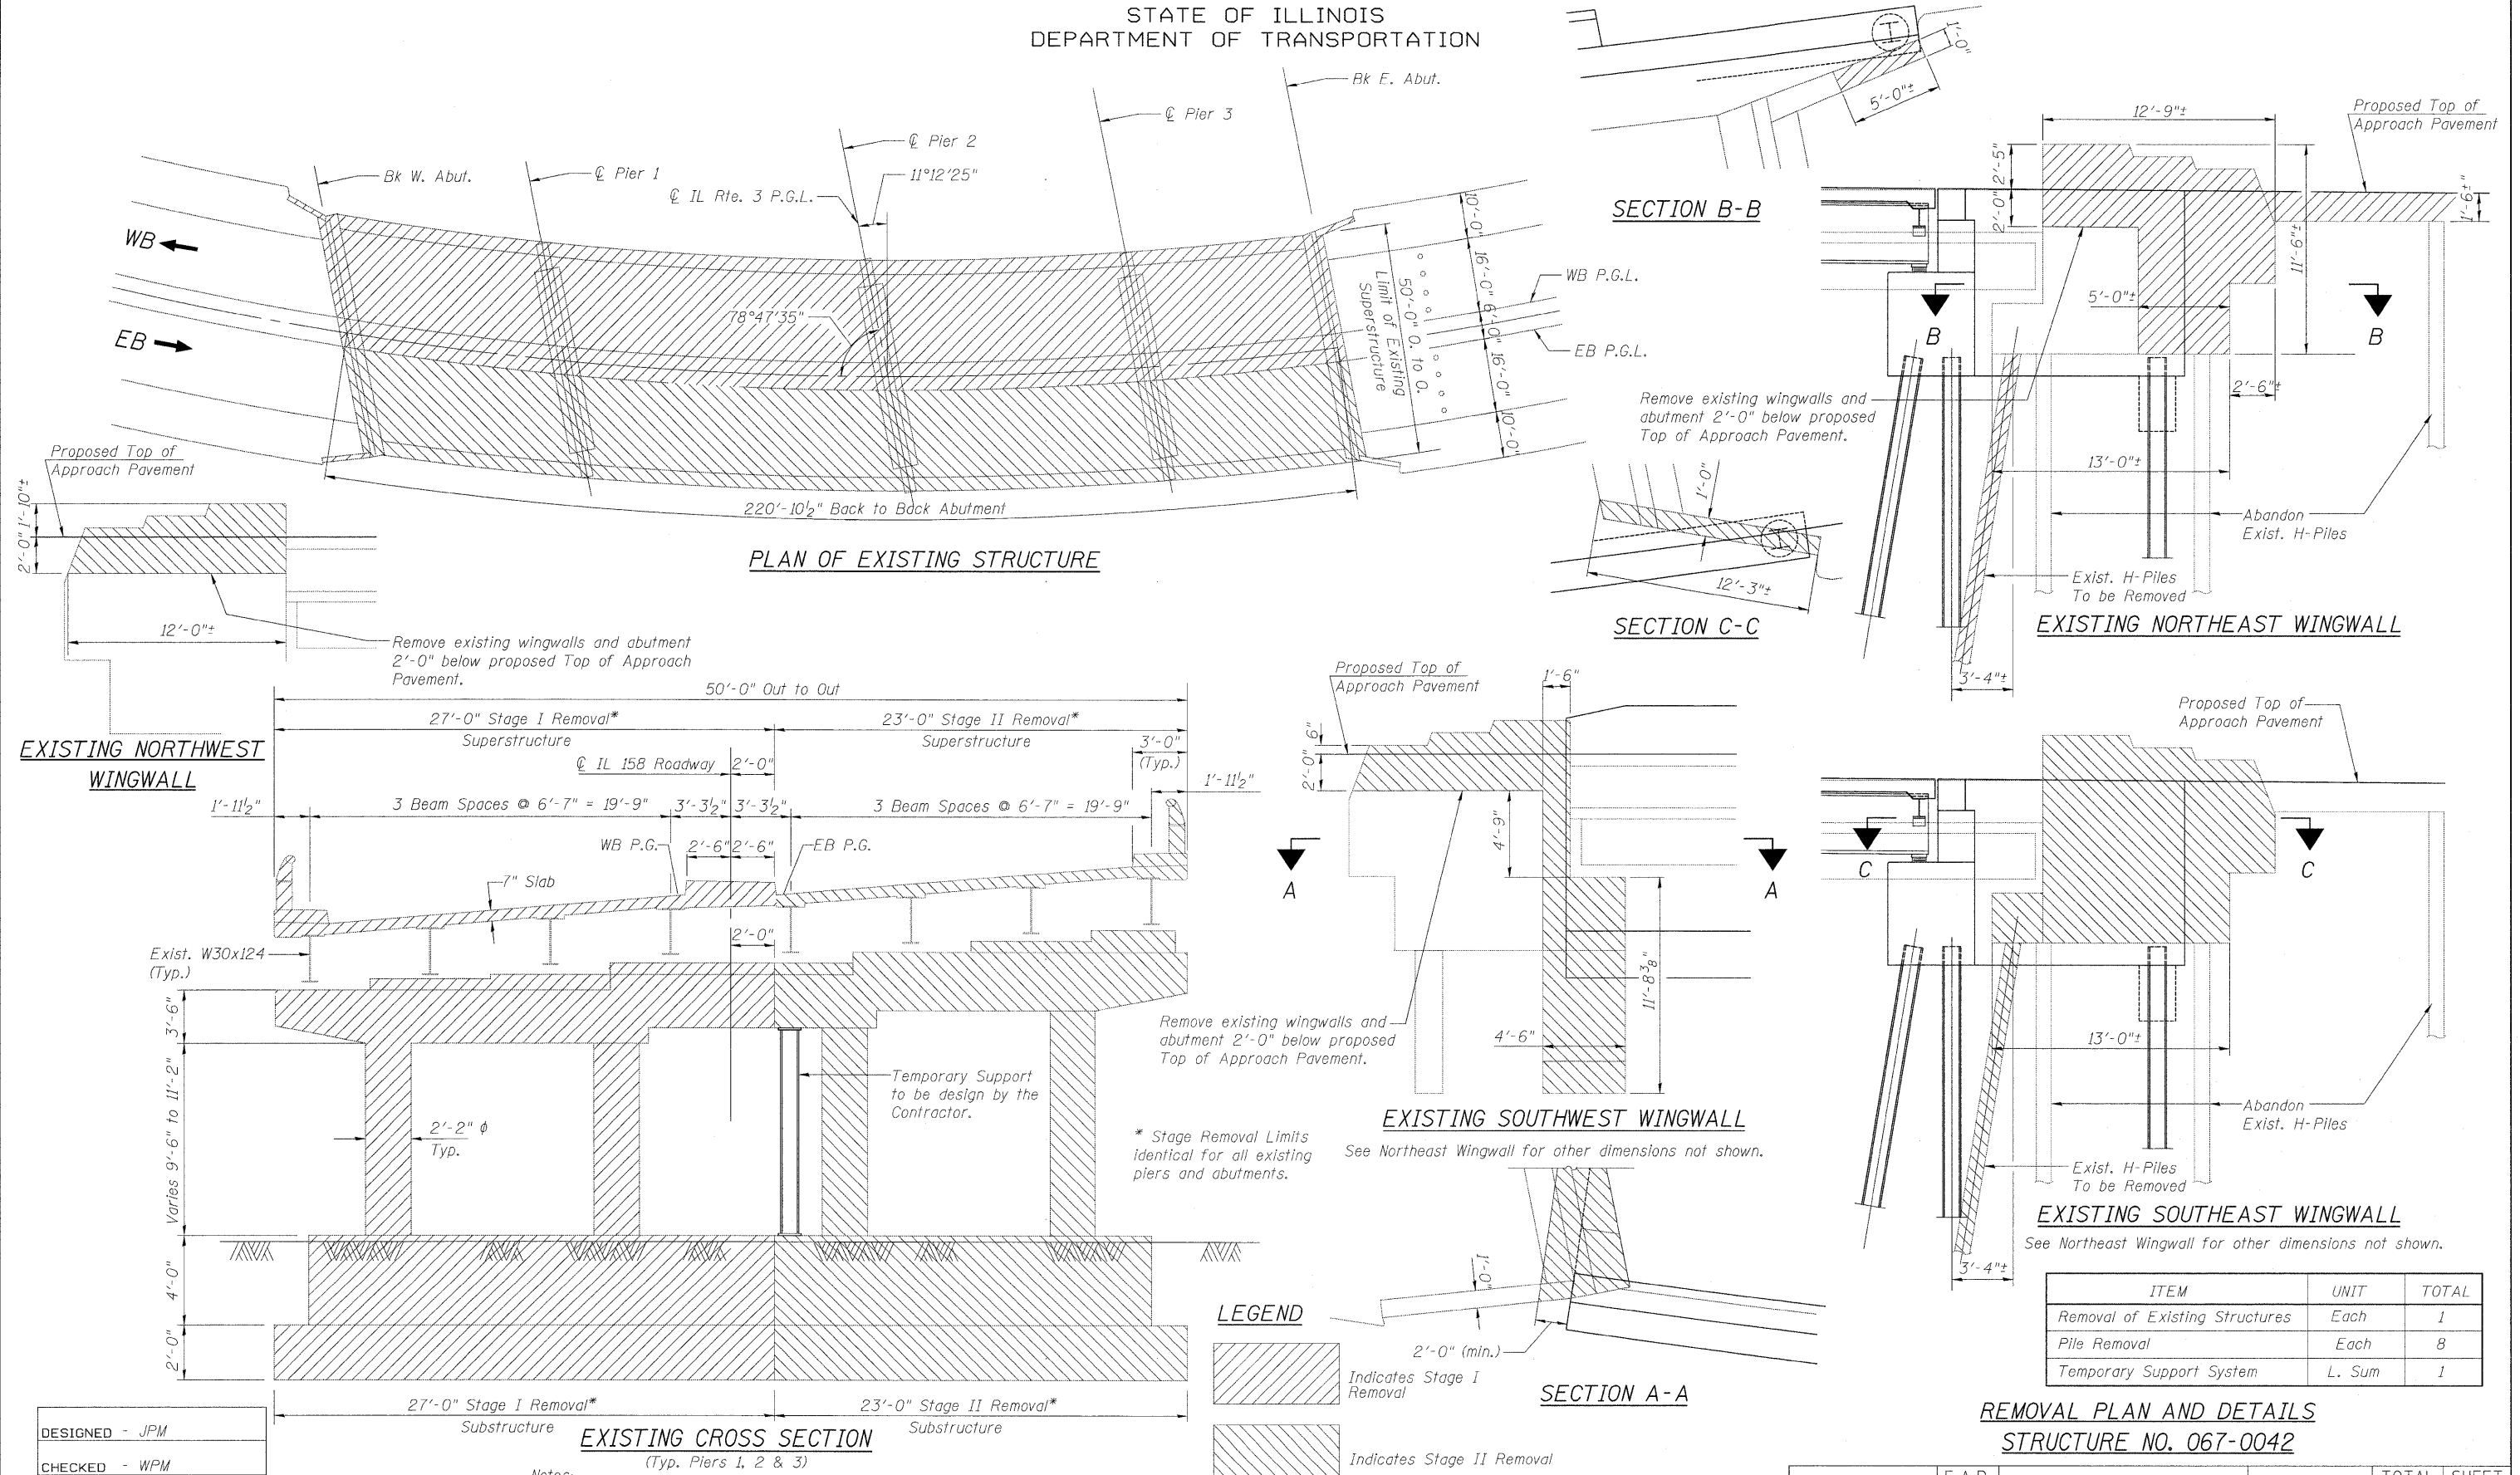 STATE OF ILLINOIS
DEPARTMENT OF TRANSPORTATION
Bk W. Abut.
℄ Pier 1
℄ IL Rte. 3 P.G.L.
℄ Pier 2
11°12'25"
℄ Pier 3
Bk E. Abut.
WB
EB
78°47'35"
50'-0" O. to O.
Limit of Existing
Superstructure
10'-0"
16'-0"
6'-0"
16'-0"
10'-0"
WB P.G.L.
EB P.G.L.
220'-10½" Back to Back Abutment
PLAN OF EXISTING STRUCTURE
Proposed Top of
Approach Pavement
1'-10"±
2'-0"
12'-0"±
Remove existing wingwalls and abutment
2'-0" below proposed Top of Approach
Pavement.
EXISTING NORTHWEST
WINGWALL
1'-0"
5'-0"±
SECTION B-B
1'-0"
12'-3"±
SECTION C-C
12'-9"±
Proposed Top of
Approach Pavement
2'-5"
2'-0"
1'-6"±
11'-6"±
5'-0"±
B
B
2'-6"±
Remove existing wingwalls and
abutment 2'-0" below proposed
Top of Approach Pavement.
13'-0"±
Abandon
Exist. H-Piles
Exist. H-Piles
To be Removed
EXISTING NORTHEAST WINGWALL
3'-4"±
50'-0" Out to Out
27'-0" Stage I Removal*
Superstructure
23'-0" Stage II Removal*
Superstructure
℄ IL 158 Roadway
2'-0"
3'-0"
(Typ.)
1'-11½"
1'-11½"
3 Beam Spaces @ 6'-7" = 19'-9"
3'-3½"
3'-3½"
3 Beam Spaces @ 6'-7" = 19'-9"
WB P.G.
2'-6"
2'-6"
EB P.G.
7" Slab
2'-0"
Exist. W30x124
(Typ.)
3'-6"
Varies 9'-6" to 11'-2"
2'-2" ϕ
Typ.
Temporary Support
to be design by the
Contractor.
4'-0"
2'-0"
* Stage Removal Limits
identical for all existing
piers and abutments.
27'-0" Stage I Removal*
Substructure
23'-0" Stage II Removal*
Substructure
EXISTING CROSS SECTION
(Typ. Piers 1, 2 & 3)
Notes:
DESIGNED - JPM
CHECKED - WPM
Proposed Top of
Approach Pavement
1'-6"
6"
2'-0"
4'-9"
A
A
11'-8⅜"
4'-6"
Remove existing wingwalls and
abutment 2'-0" below proposed
Top of Approach Pavement.
EXISTING SOUTHWEST WINGWALL
See Northeast Wingwall for other dimensions not shown.
1'-0"
2'-0" (min.)
SECTION A-A
LEGEND
Indicates Stage I
Removal
Indicates Stage II Removal
Proposed Top of
Approach Pavement
C
C
13'-0"±
Abandon
Exist. H-Piles
Exist. H-Piles
To be Removed
EXISTING SOUTHEAST WINGWALL
See Northeast Wingwall for other dimensions not shown.
3'-4"±
ITEM UNIT TOTAL
Removal of Existing Structures Each 1
Pile Removal Each 8
Temporary Support System L. Sum 1
REMOVAL PLAN AND DETAILS
STRUCTURE NO. 067-0042
F.A.P. TOTAL SHEET